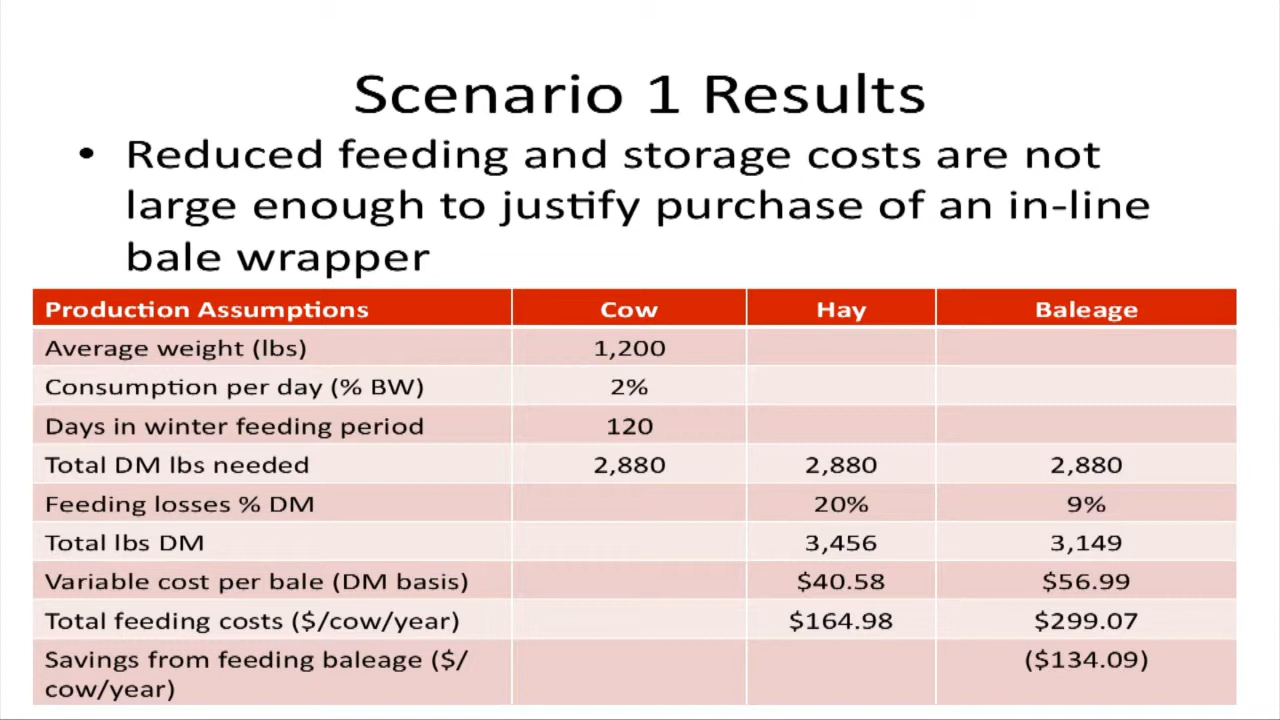 Scenario 1 Results
• Reduced feeding and storage costs are not
large enough to justify purchase of an in-line
bale wrapper
Production Assumptions Cow Hay Baleage
Average weight (lbs) 1,200
Consumption per day (% BW) 2%
Days in winter feeding period 120
Total DM lbs needed 2,880 2,880 2,880
Feeding losses % DM 20% 9%
Total lbs DM 3,456 3,149
Variable cost per bale (DM basis) $40.58 $56.99
Total feeding costs ($/cow/year) $164.98 $299.07
Savings from feeding baleage ($/ ($134.09)
cow/year)